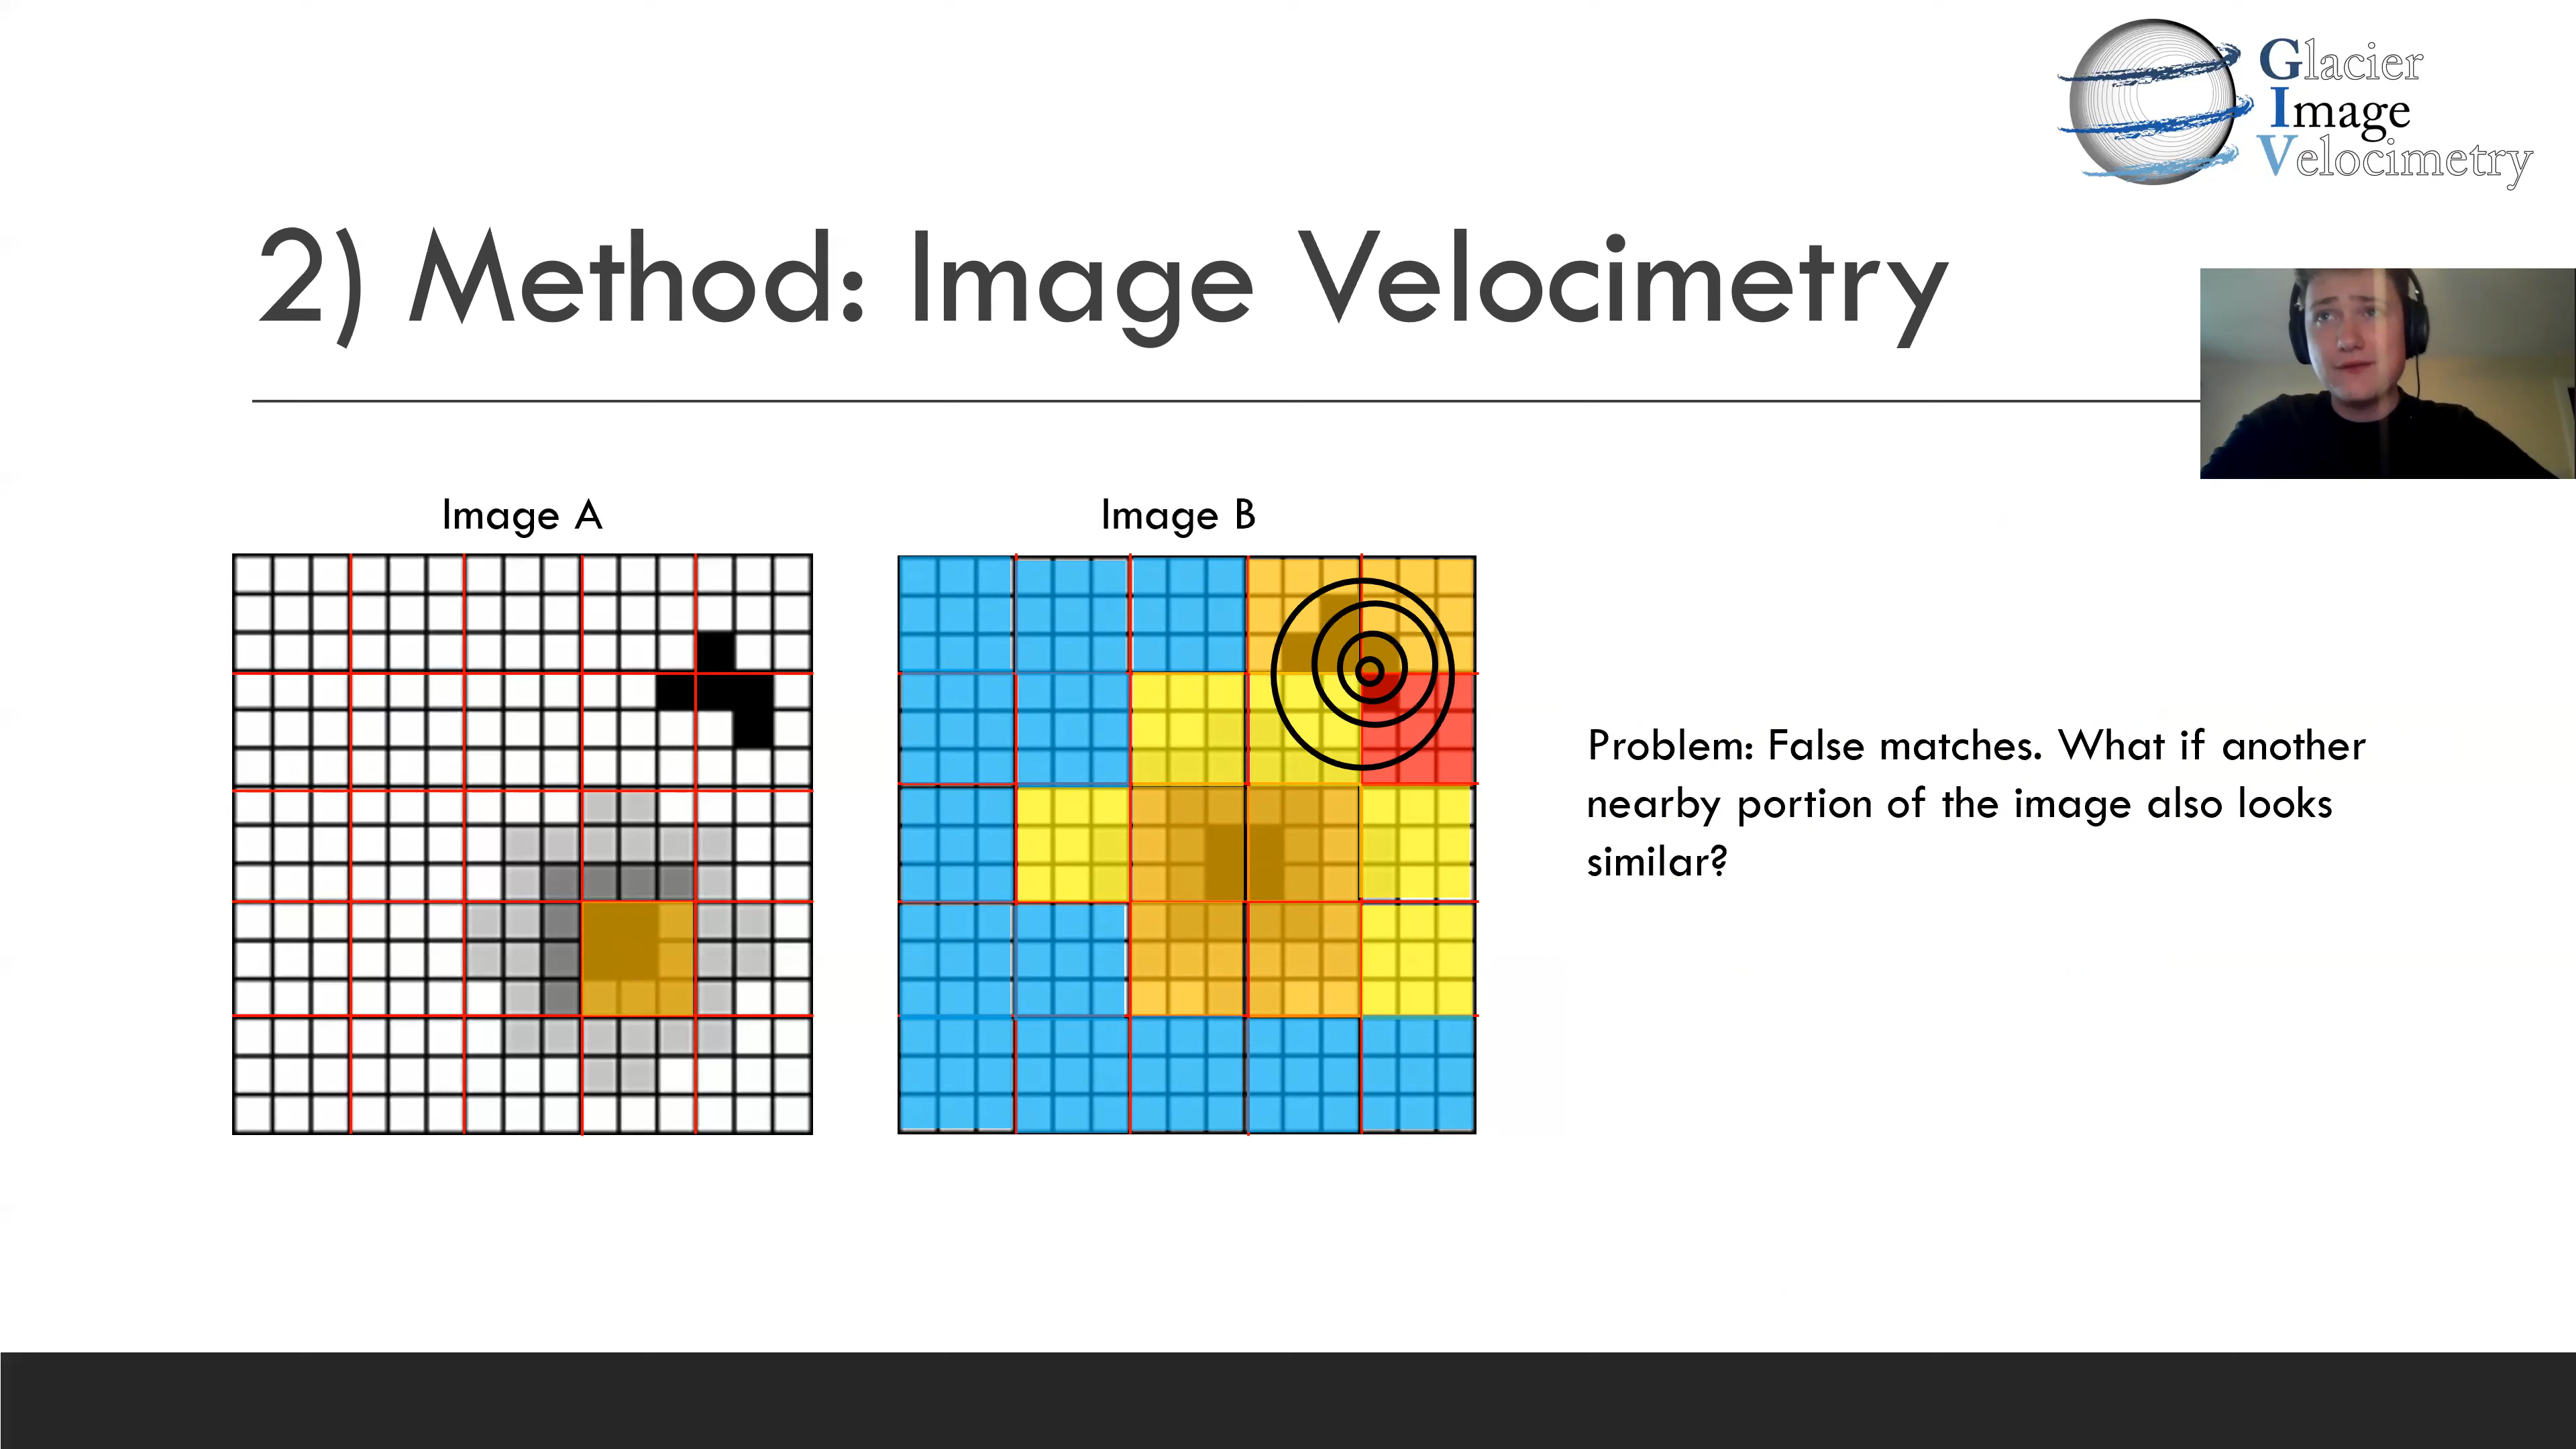 Glacier
Image
Velocimetry
2) Method: Image Velocimetry
Image A
Image B
Problem: False matches. What if another
nearby portion of the image also looks
similar?